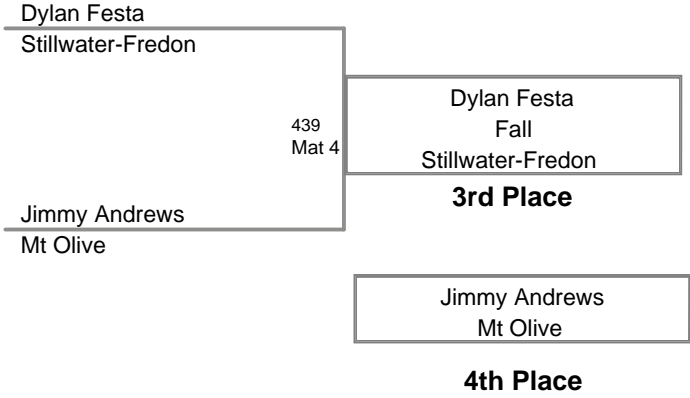 Dylan Festa
Stillwater-Fredon
439
Mat 4
Jimmy Andrews
Mt Olive
Dylan Festa
Fall
Stillwater-Fredon
3rd Place
Jimmy Andrews
Mt Olive
4th Place